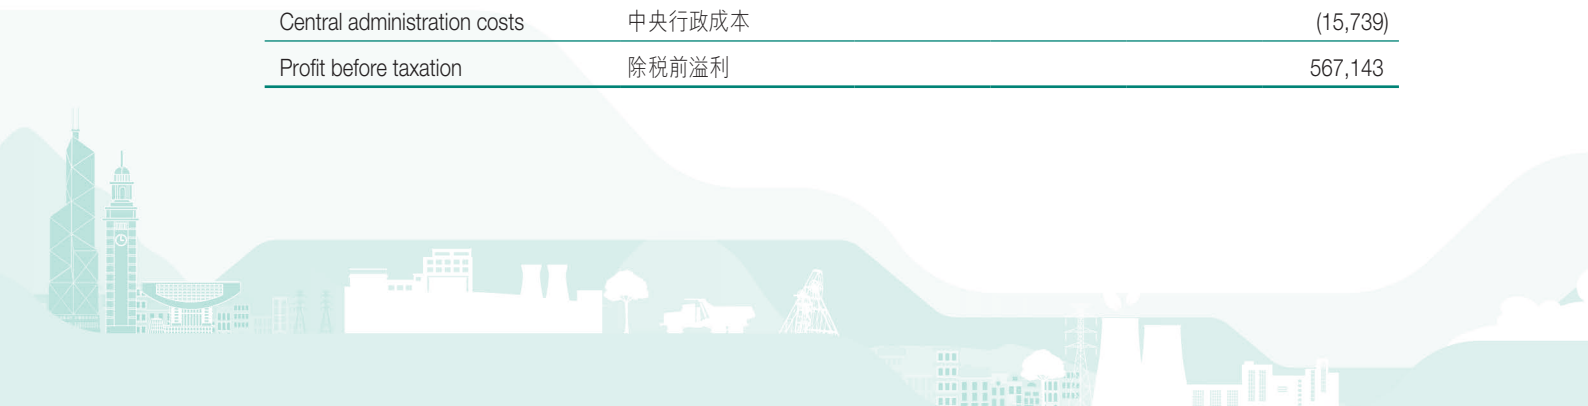 Central administration costs 中央行政成本 (15,739)
Profit before taxation 除稅前溢利 567,143